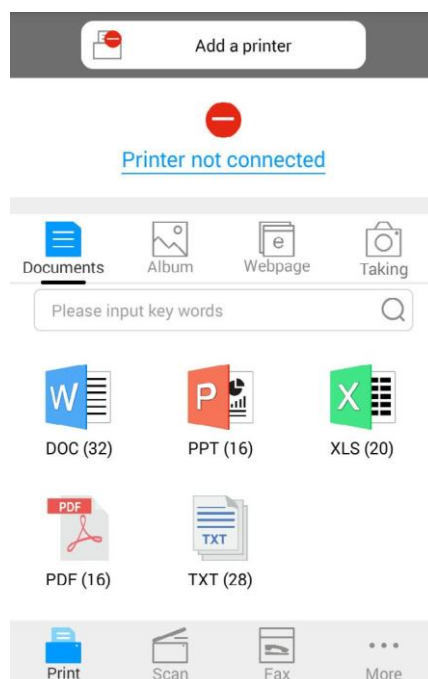 Add a printer
Printer not connected
Documents Album Webpage Taking
Please input key words
DOC (32) PPT (16) XLS (20)
PDF
PDF (16) TXT TXT (28)
Print Scan Fax More